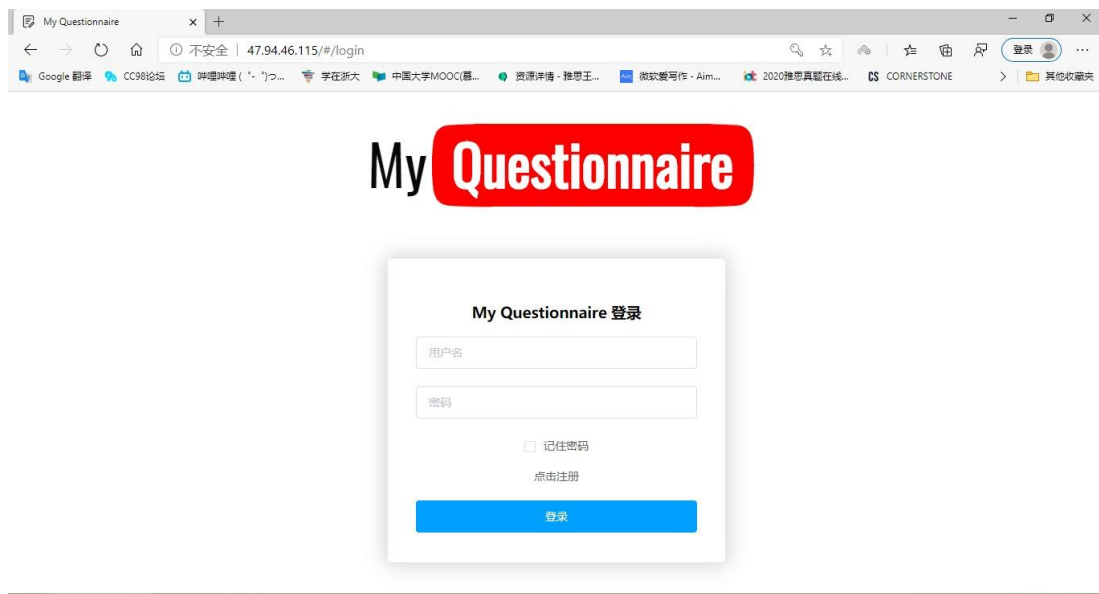 My Questionnaire
不安全 47.94.46.115/#/login
登录
Google 翻译 CC98论坛 哔哩哔哩 ( ゜- ゜)つ... 学在浙大 中国大学MOOC(慕... 资源详情 - 雅思王... 微软爱写作 - Aim... 2020雅思真题在线... CS CORNERSTONE 其他收藏夹
My Questionnaire
My Questionnaire 登录
用户名
密码
记住密码
点击注册
登录